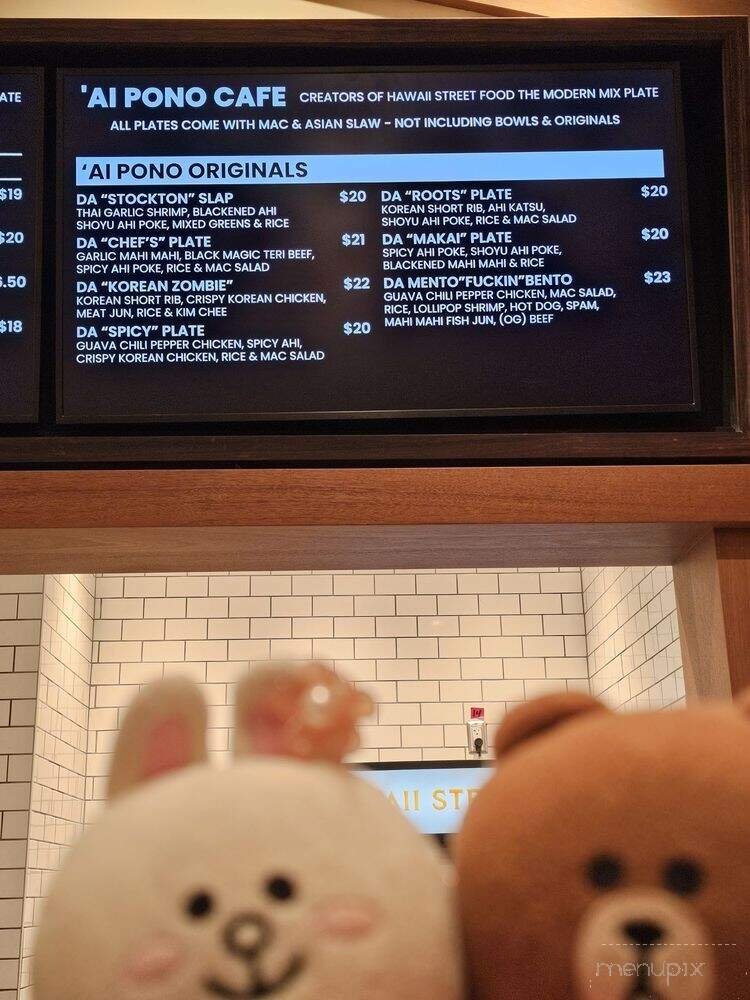 ATE
$19
$20
.50
$18
'AI PONO CAFE CREATORS OF HAWAII STREET FOOD THE MODERN MIX PLATE
ALL PLATES COME WITH MAC & ASIAN SLAW - NOT INCLUDING BOWLS & ORIGINALS
'AI PONO ORIGINALS
DA "STOCKTON" SLAP $20
THAI GARLIC SHRIMP, BLACKENED AHI
SHOYU AHI POKE, MIXED GREENS & RICE
DA "CHEF'S" PLATE $21
GARLIC MAHI MAHI, BLACK MAGIC TERI BEEF,
SPICY AHI POKE, RICE & MAC SALAD
DA "KOREAN ZOMBIE" $22
KOREAN SHORT RIB, CRISPY KOREAN CHICKEN,
MEAT JUN, RICE & KIM CHEE
DA "SPICY" PLATE $20
GUAVA CHILI PEPPER CHICKEN, SPICY AHI,
CRISPY KOREAN CHICKEN, RICE & MAC SALAD
DA "ROOTS" PLATE $20
KOREAN SHORT RIB, AHI KATSU,
SHOYU AHI POKE, RICE & MAC SALAD
DA "MAKAI" PLATE $20
SPICY AHI POKE, SHOYU AHI POKE,
BLACKENED MAHI MAHI & RICE
DA MENTO"FUCKIN"BENTO $23
GUAVA CHILI PEPPER CHICKEN, MAC SALAD,
RICE, LOLLIPOP SHRIMP, HOT DOG, SPAM,
MAHI MAHI FISH JUN, (OG) BEEF
14
AII STR
menupix